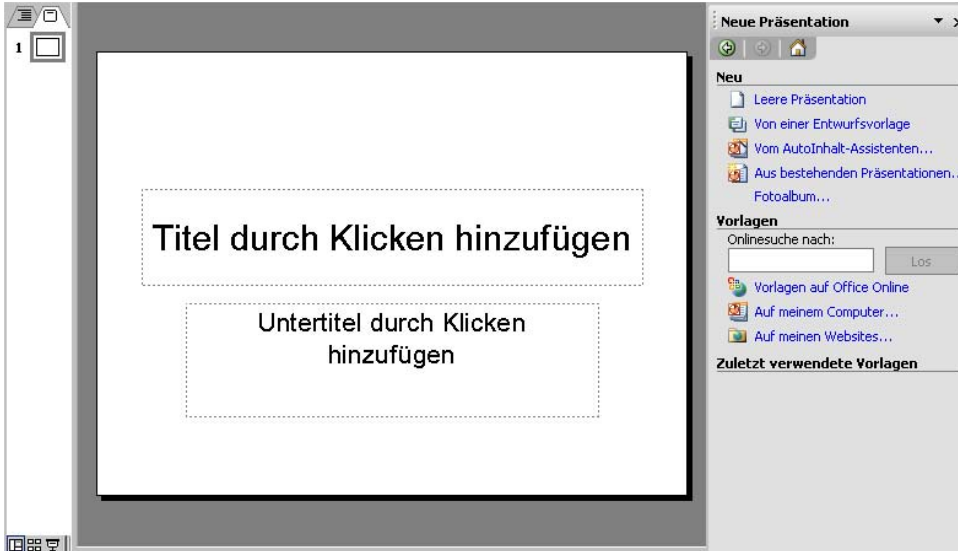 1
Titel durch Klicken hinzufügen
Untertitel durch Klicken
hinzufügen
Neue Präsentation
Neu
Leere Präsentation
Von einer Entwurfsvorlage
Vom AutoInhalt-Assistenten...
Aus bestehenden Präsentationen..
Fotoalbum...
Vorlagen
Onlinesuche nach:
Los
Vorlagen auf Office Online
Auf meinem Computer...
Auf meinen Websites...
Zuletzt verwendete Vorlagen